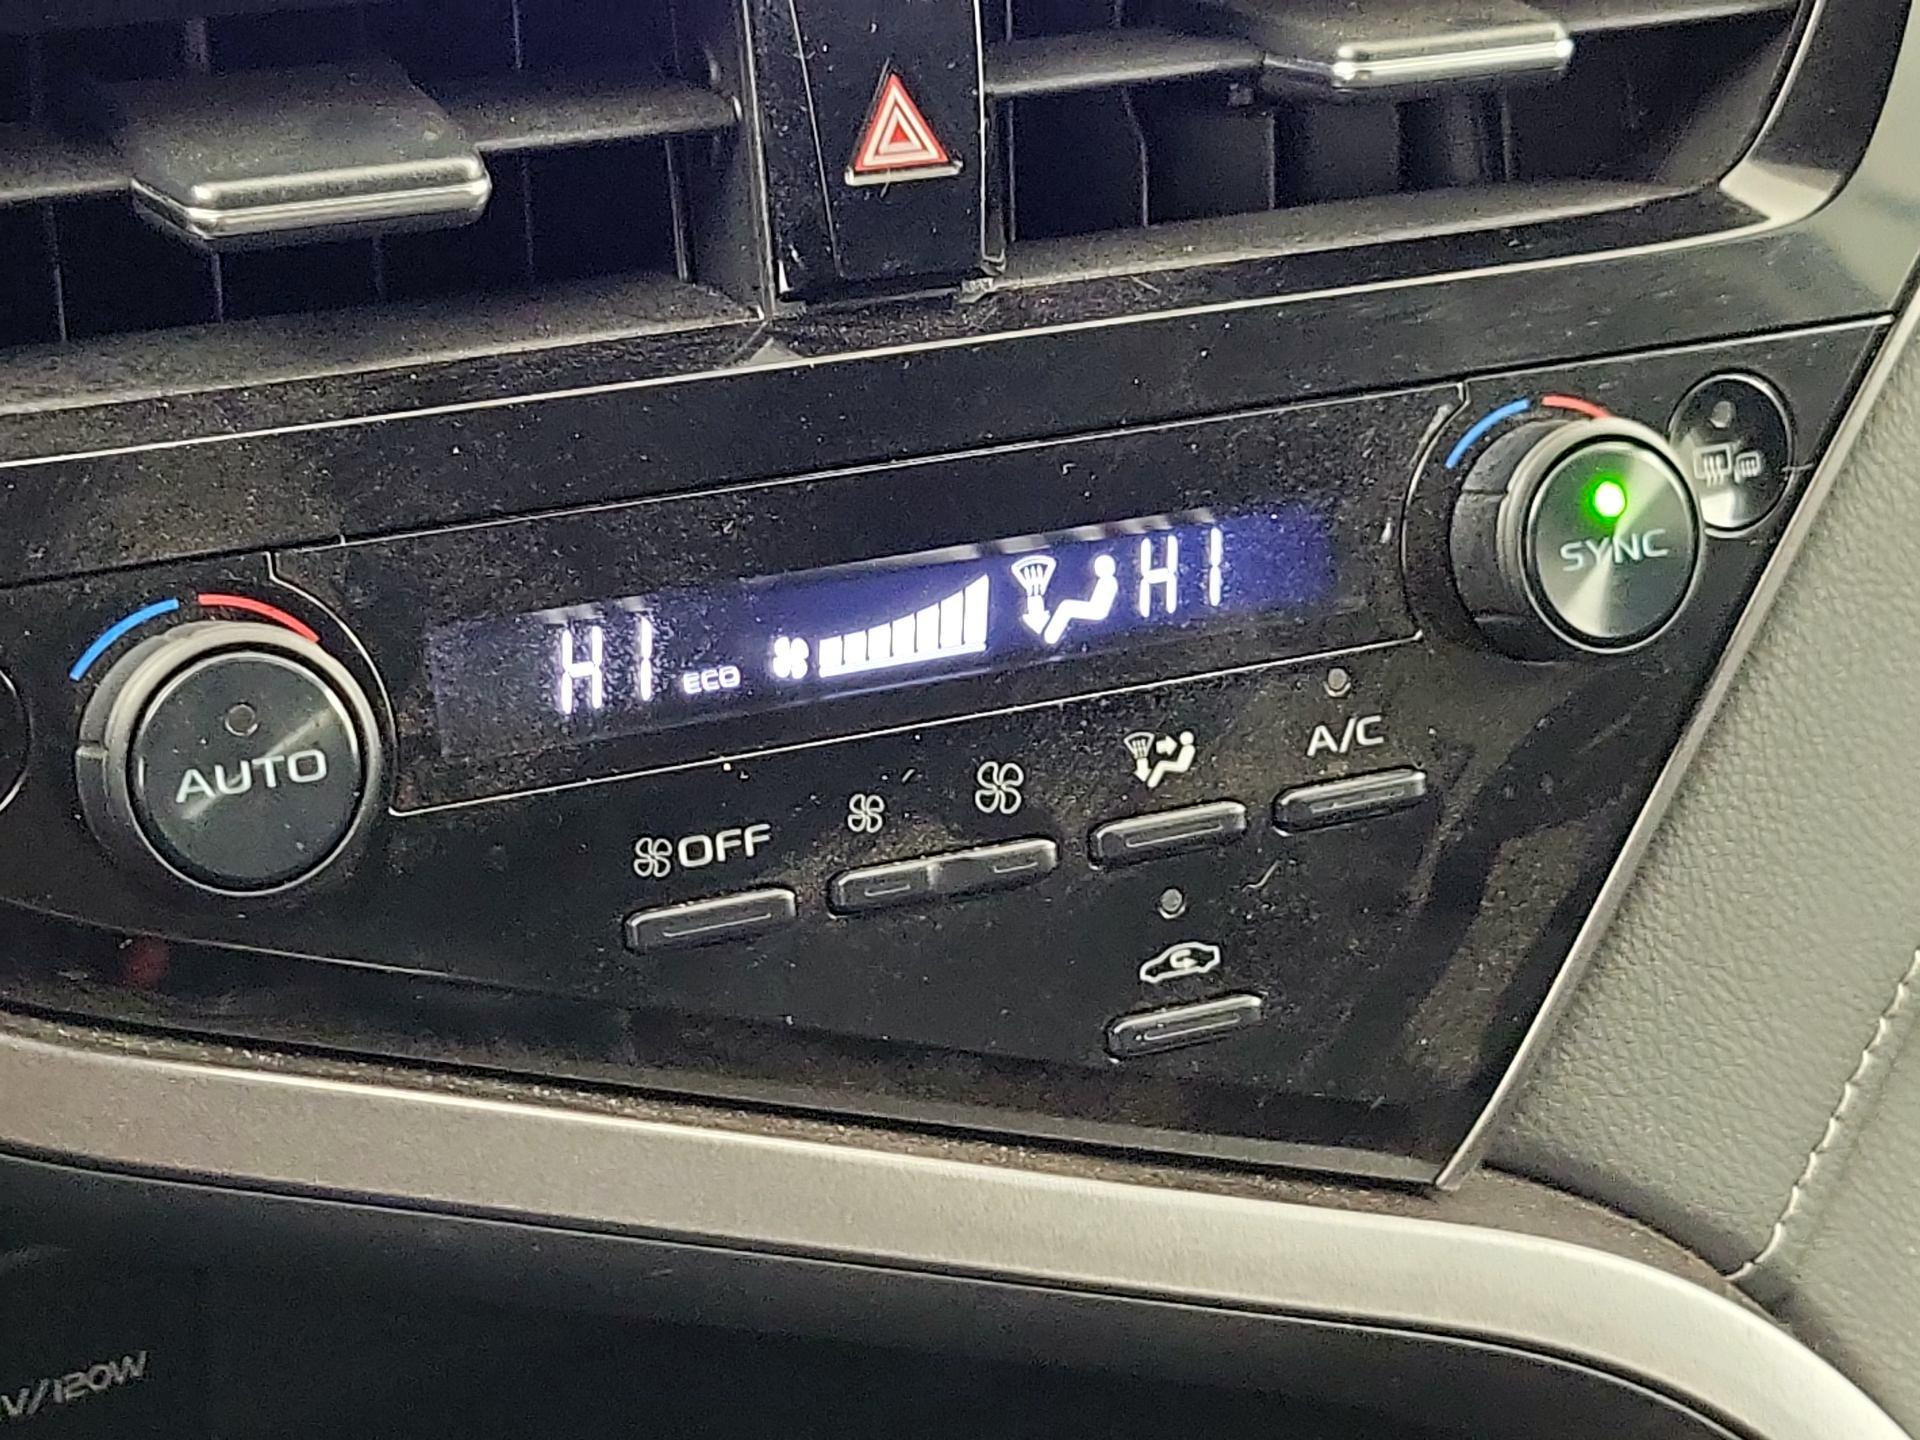 SYNC
HI ECO HI
AUTO
A/C
OFF
V/120W